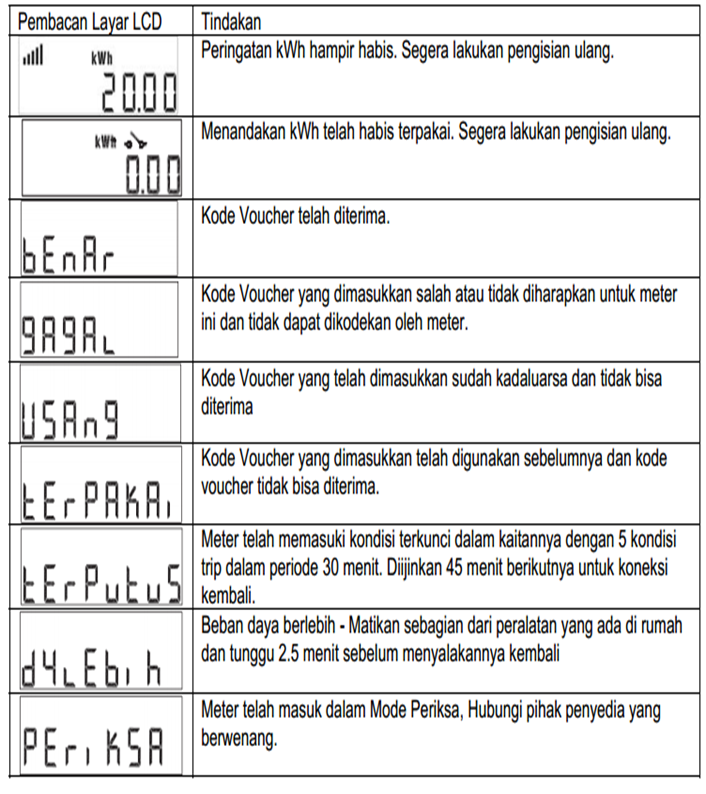 Pembacan Layar LCD
Tindakan
kWh
20.00
Peringatan kWh hampir habis. Segera lakukan pengisian ulang.
kWh
0.00
Menandakan kWh telah habis terpakai. Segera lakukan pengisian ulang.
bEnAr
Kode Voucher telah diterima.
gAgAL
Kode Voucher yang dimasukkan salah atau tidak diharapkan untuk meter
ini dan tidak dapat dikodekan oleh meter.
USAng
Kode Voucher yang telah dimasukkan sudah kadaluarsa dan tidak bisa
diterima
tErPAKAi
Kode Voucher yang dimasukkan telah digunakan sebelumnya dan kode
voucher tidak bisa diterima.
tErPutuS
Meter telah memasuki kondisi terkunci dalam kaitannya dengan 5 kondisi
trip dalam periode 30 menit. Diijinkan 45 menit berikutnya untuk koneksi
kembali.
dYLEbih
Beban daya berlebih - Matikan sebagian dari peralatan yang ada di rumah
dan tunggu 2.5 menit sebelum menyalakannya kembali
PEriKSA
Meter telah masuk dalam Mode Periksa, Hubungi pihak penyedia yang
berwenang.